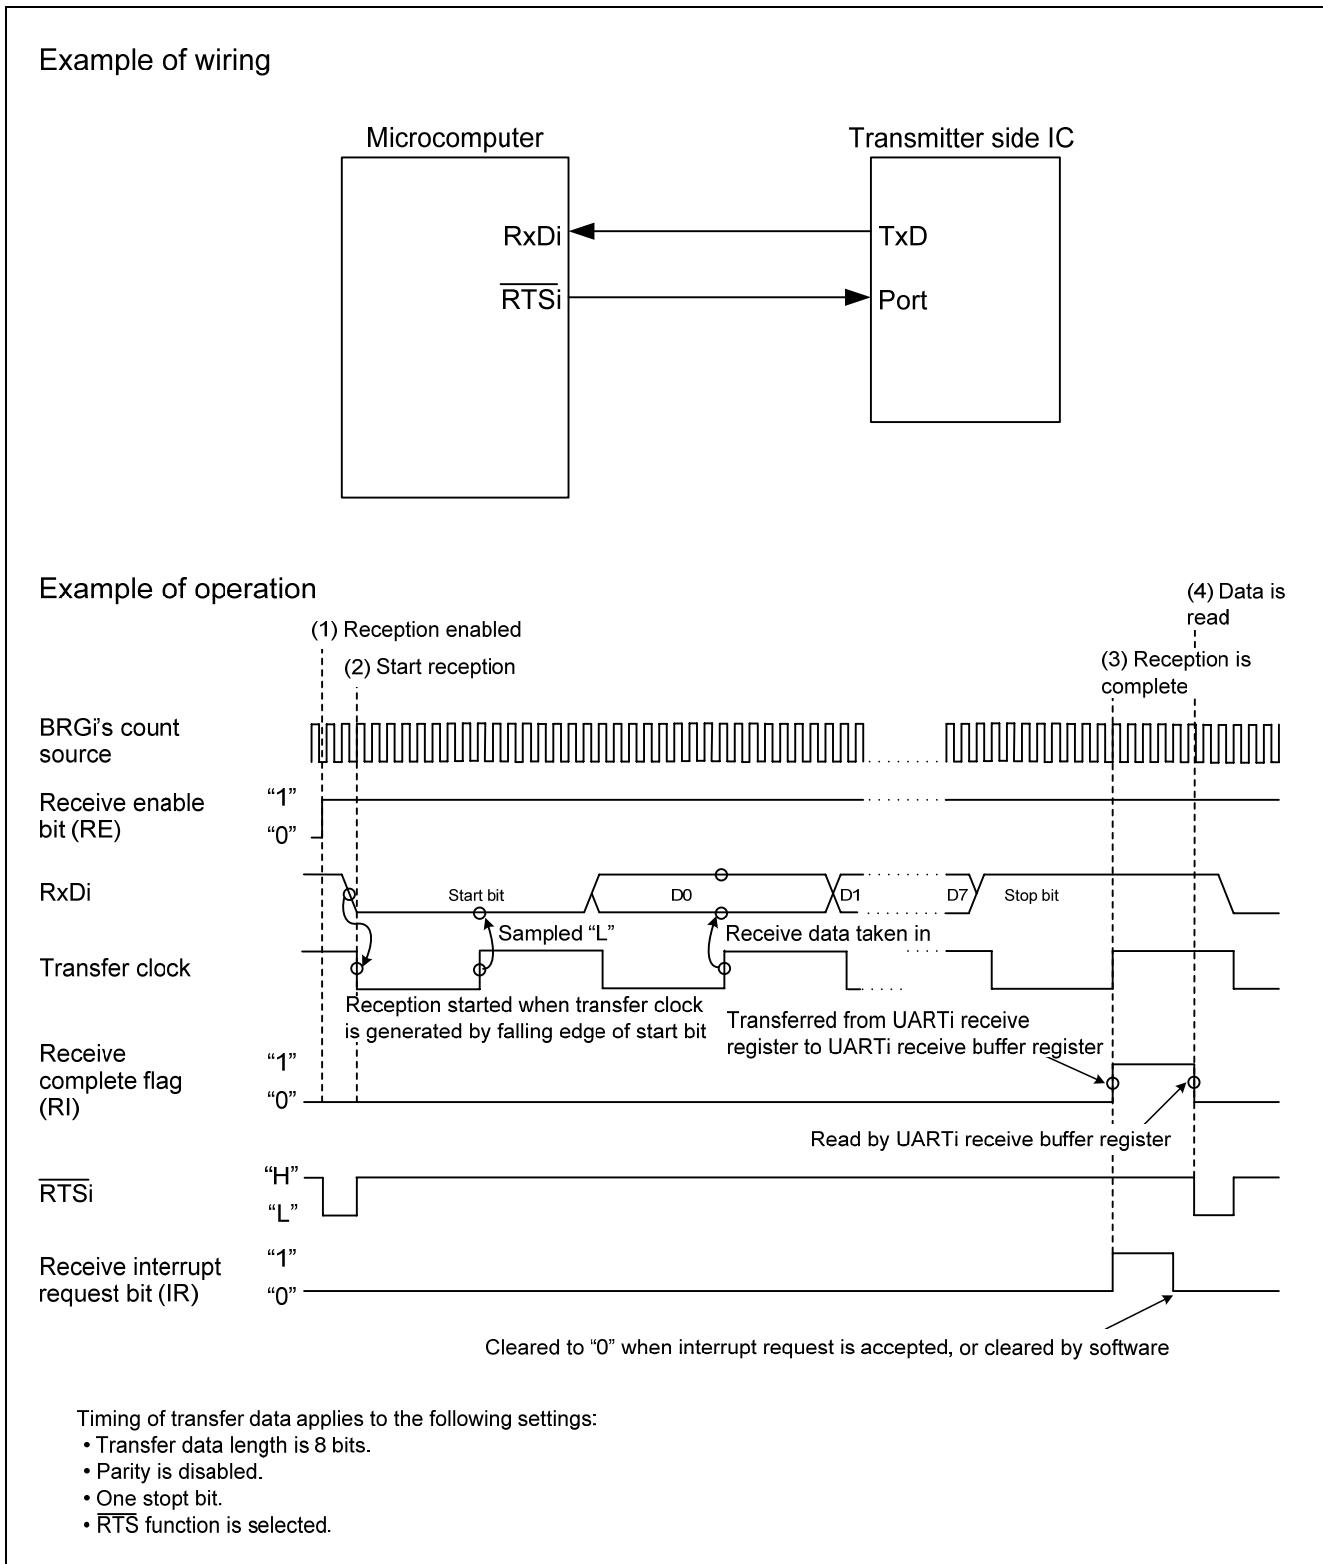 Example of wiring
Microcomputer
Transmitter side IC
RxDi
TxD
RTSi
Port
Example of operation
(4) Data is
read
(1) Reception enabled
(2) Start reception
(3) Reception is
complete
BRGi's count
source
Receive enable
bit (RE)
“1”
“0”
RxDi
Start bit
D0
D1
D7
Stop bit
Sampled “L”
Receive data taken in
Transfer clock
Reception started when transfer clock
is generated by falling edge of start bit
Transferred from UARTi receive
register to UARTi receive buffer register
Receive
complete flag
(RI)
“1”
“0”
Read by UARTi receive buffer register
RTSi
“H”
“L”
Receive interrupt
request bit (IR)
“1”
“0”
Cleared to “0” when interrupt request is accepted, or cleared by software
Timing of transfer data applies to the following settings:
• Transfer data length is 8 bits.
• Parity is disabled.
• One stopt bit.
• RTS function is selected.